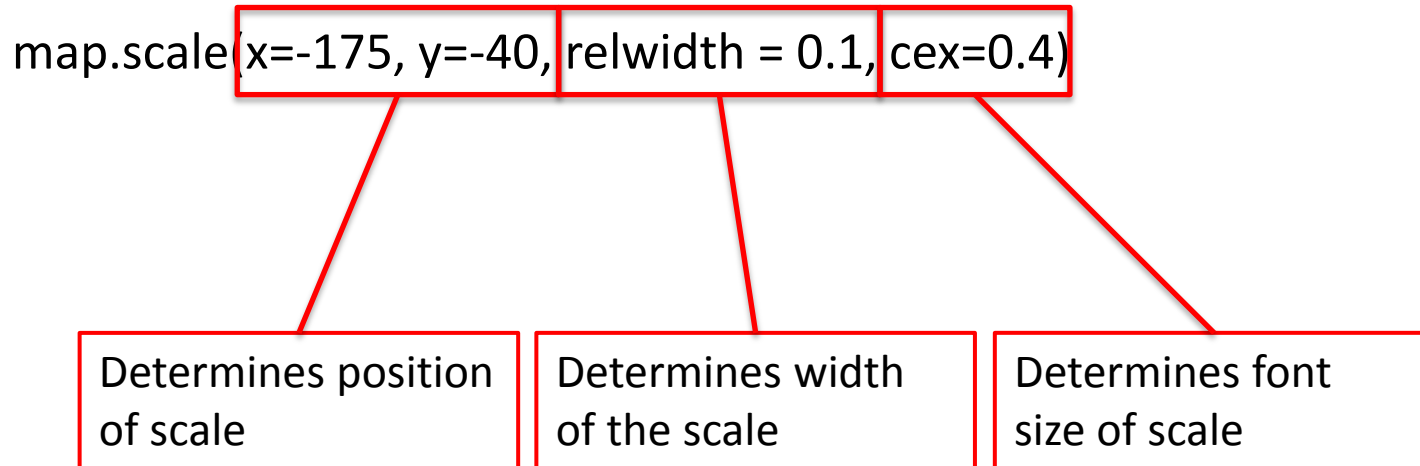 map.scale(x=-175, y=-40, relwidth = 0.1, cex=0.4)
Determines position
of scale
Determines width
of the scale
Determines font
size of scale